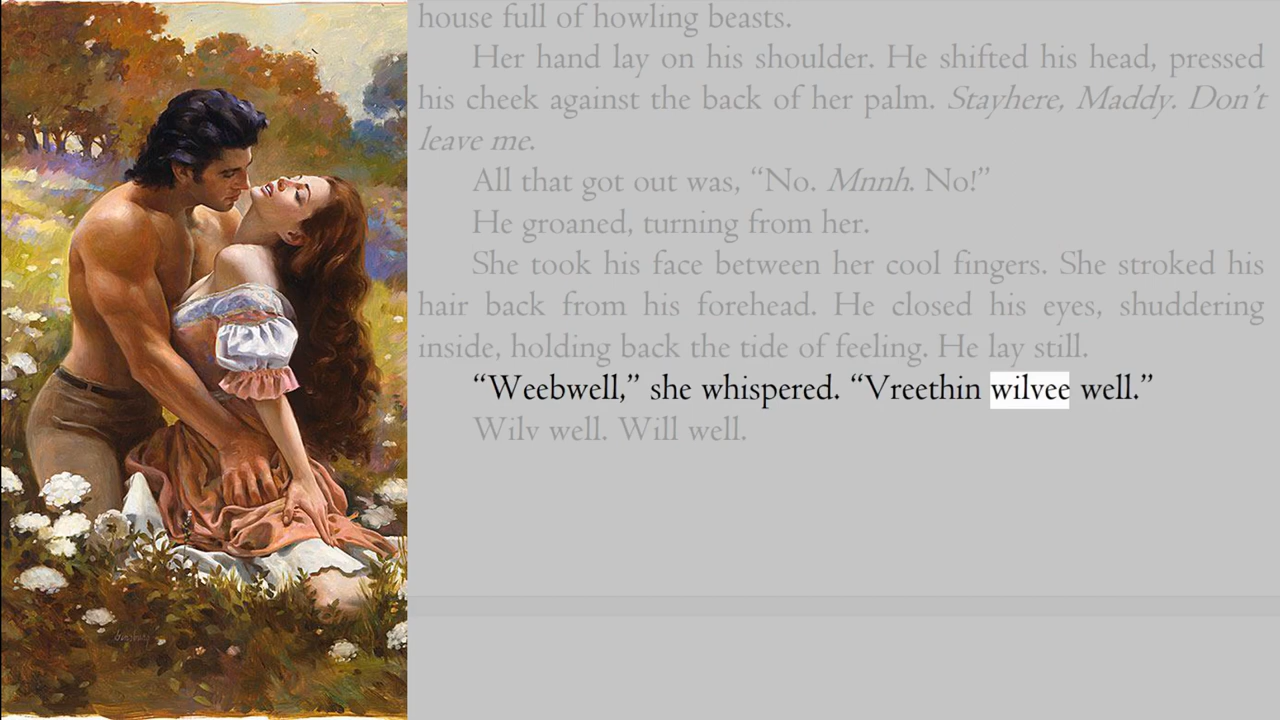 house full of howling beasts.
Her hand lay on his shoulder. He shifted his head, pressed
his cheek against the back of her palm. Stayhere, Maddy. Don’t
leave me.
All that got out was, “No. Mnnh. No!”
He groaned, turning from her.
She took his face between her cool fingers. She stroked his
hair back from his forehead. He closed his eyes, shuddering
inside, holding back the tide of feeling. He lay still.
“Weebwell,” she whispered. “Vreethin wilvee well.”
Wilv well. Will well.